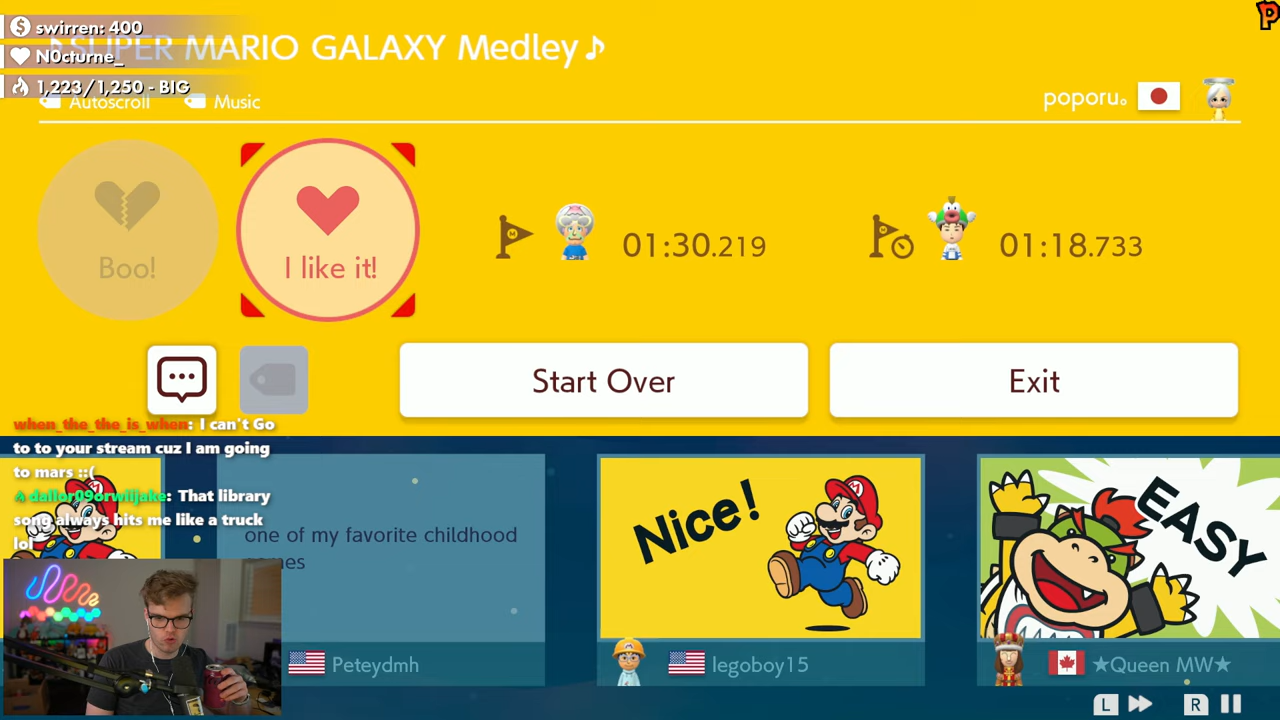 swirren: 400
♪SUPER MARIO GALAXY Medley♪
N0cturne_
1,223/1,250 - BIG
Autoscroll
Music
poporu。
Boo!
I like it!
M
01:30.219
M
01:18.733
Start Over
Exit
when_the_the_is_when: I can't Go
to to your stream cuz I am going
to mars ::(
dailor09orwiijake: That library
song always hits me like a truck
lol
one of my favorite childhood
Nice!
EASY
Peteydmh
legoboy15
★Queen MW★
L
R